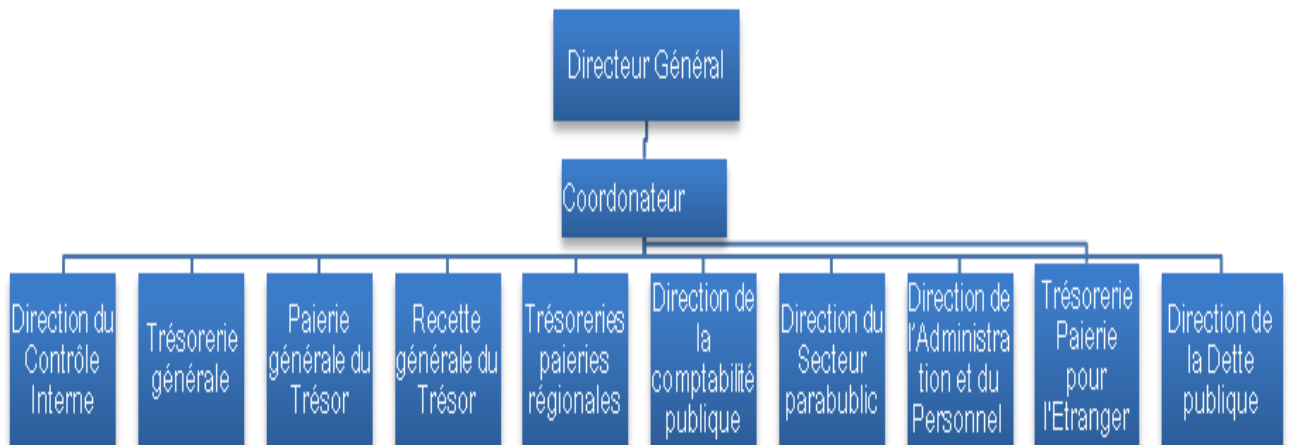 Directeur Général
Coordonateur
Direction du
Contrôle
Interne
Trésorerie
générale
Paierie
générale du
Trésor
Recette
générale du
Trésor
Trésoreries
paieries
régionales
Direction de
la
comptabilité
publique
Direction du
Secteur
parabublic
Direction de
l'Administra
tion et du
Personnel
Trésorerie
Paierie
pour
l'Etranger
Direction de
la Dette
publique